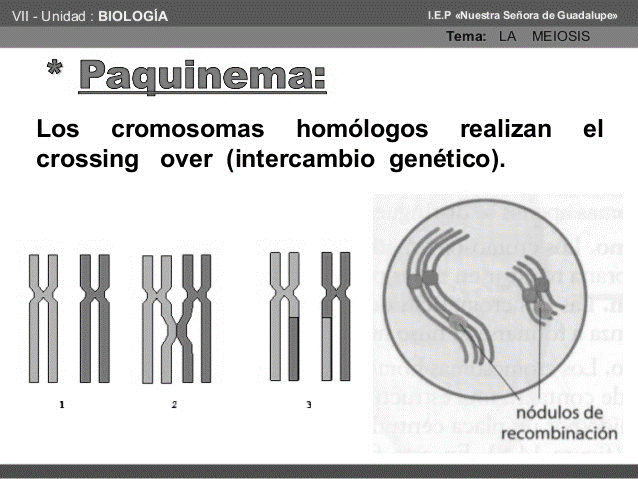 VII - Unidad : BIOLOGÍA
I.E.P «Nuestra Señora de Guadalupe»
Tema: LA MEIOSIS
* Paquinema:
Los cromosomas homólogos realizan el
crossing over (intercambio genético).
1 2 3
nódulos de
recombinación